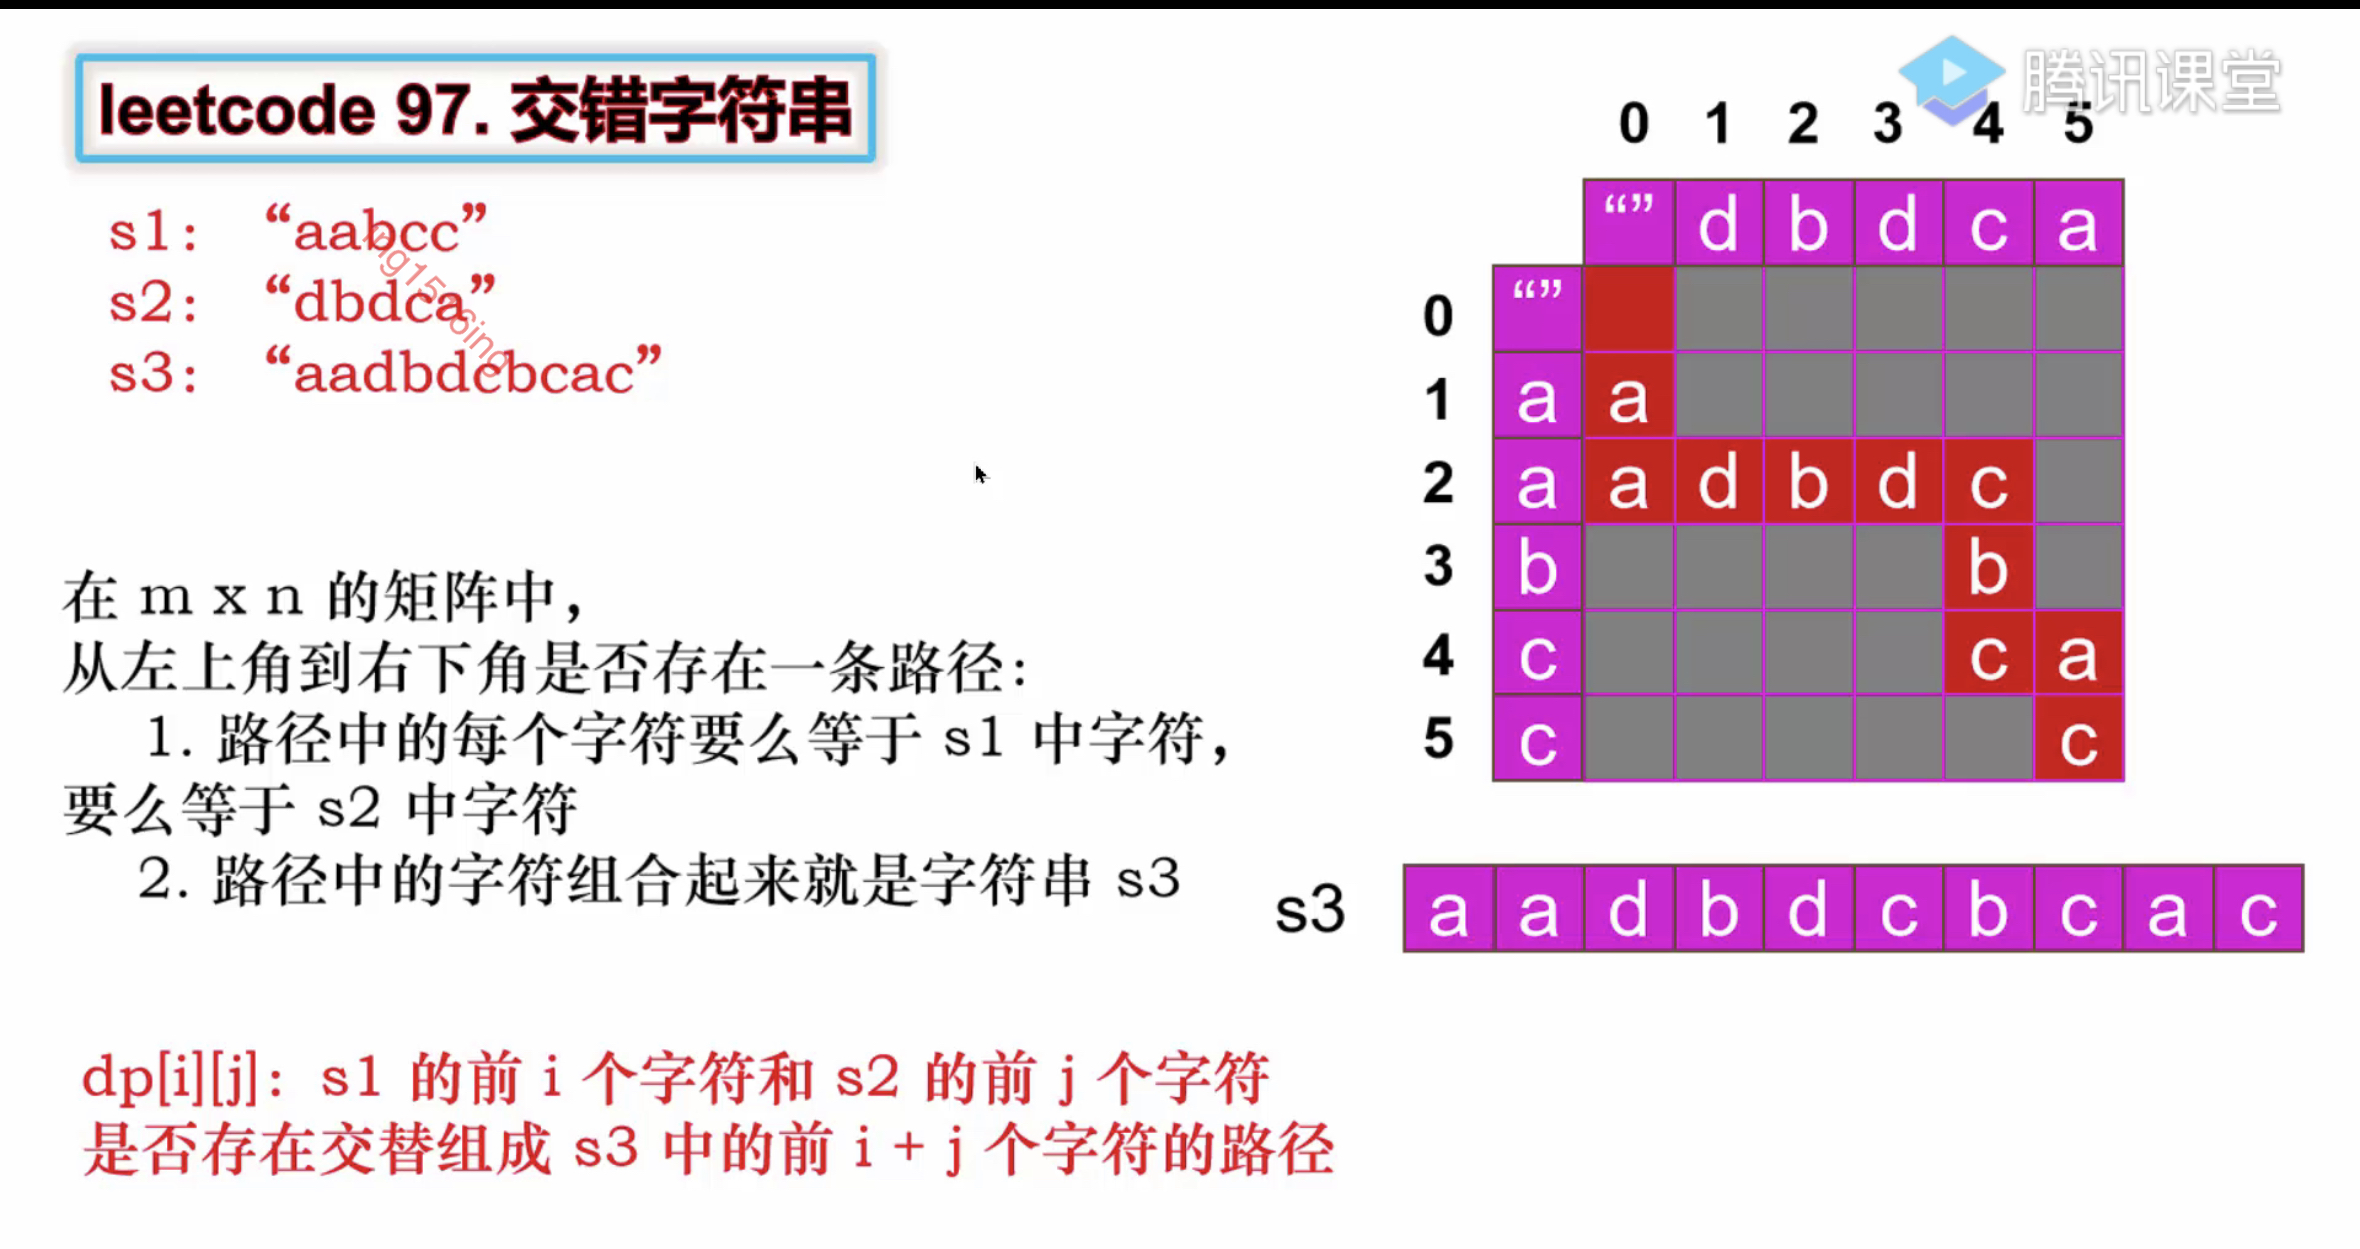 leetcode 97. 交错字符串
腾讯课堂
s1: “aabcc”
s2: “dbdca”
s3: “aadbdcbcac”
在 m x n 的矩阵中，
从左上角到右下角是否存在一条路径：
1. 路径中的每个字符要么等于 s1 中字符，
要么等于 s2 中字符
2. 路径中的字符组合起来就是字符串 s3
dp[i][j]: s1 的前 i 个字符和 s2 的前 j 个字符
是否存在交替组成 s3 中的前 i + j 个字符的路径
0 1 2 3 4 5
“” d b d c a
0 “”
1 a a
2 a a d b d c
3 b b
4 c c a
5 c c
s3 a a d b d c b c a c